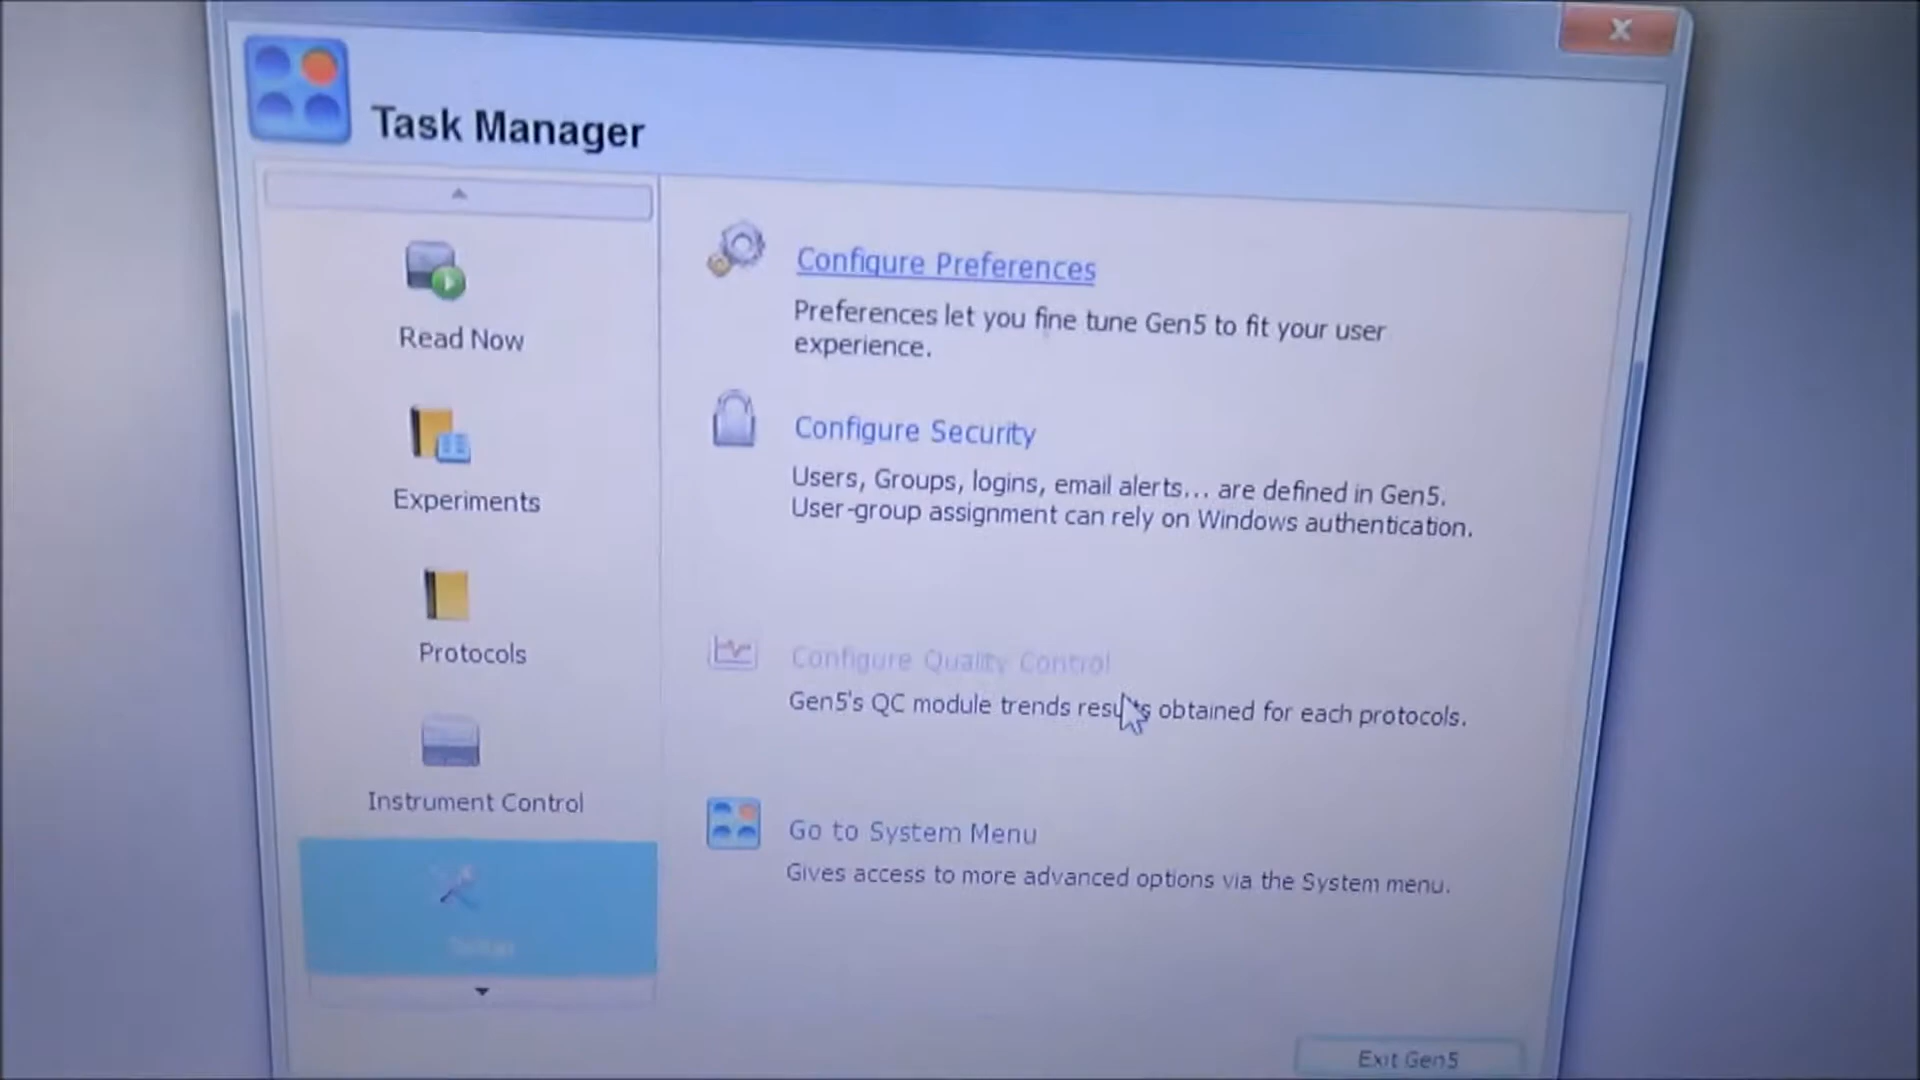 Task Manager
Read Now
Experiments
Protocols
Instrument Control
Setup
Configure Preferences
Preferences let you fine tune Gen5 to fit your user
experience.
Configure Security
Users, Groups, logins, email alerts... are defined in Gen5.
User-group assignment can rely on Windows authentication.
Configure Quality Control
Gen5's QC module trends results obtained for each protocols.
Go to System Menu
Gives access to more advanced options via the System menu.
Exit Gen5